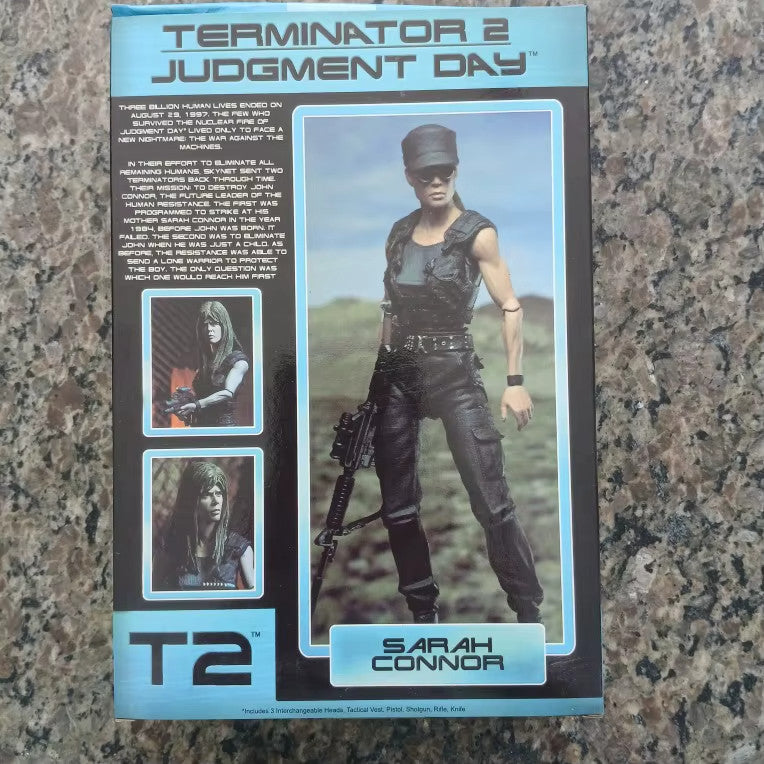 TERMINATOR 2
JUDGMENT DAY™
THREE BILLION HUMAN LIVES ENDED ON
AUGUST 29, 1997. THE FEW WHO
SURVIVED THE NUCLEAR FIRE OF
JUDGMENT DAY* LIVED ONLY TO FACE A
NEW NIGHTMARE: THE WAR AGAINST THE
MACHINES.
IN THEIR EFFORT TO ELIMINATE ALL
REMAINING HUMANS, SKYNET SENT TWO
TERMINATORS BACK THROUGH TIME.
THEIR MISSION: TO DESTROY JOHN
CONNOR, THE FUTURE LEADER OF THE
HUMAN RESISTANCE. THE FIRST WAS
PROGRAMMED TO STRIKE AT HIS
MOTHER SARAH CONNOR IN THE YEAR
1984, BEFORE JOHN WAS BORN. IT
FAILED. THE SECOND WAS TO ELIMINATE
JOHN WHEN HE WAS JUST A CHILD. AS
BEFORE, THE RESISTANCE WAS ABLE TO
SEND A LONE WARRIOR TO PROTECT
THE BOY. THE ONLY QUESTION WAS
WHICH ONE WOULD REACH HIM FIRST
T2™
SARAH
CONNOR
*Includes 3 Interchangeable Heads, Tactical Vest, Pistol, Shotgun, Rifle, Knife